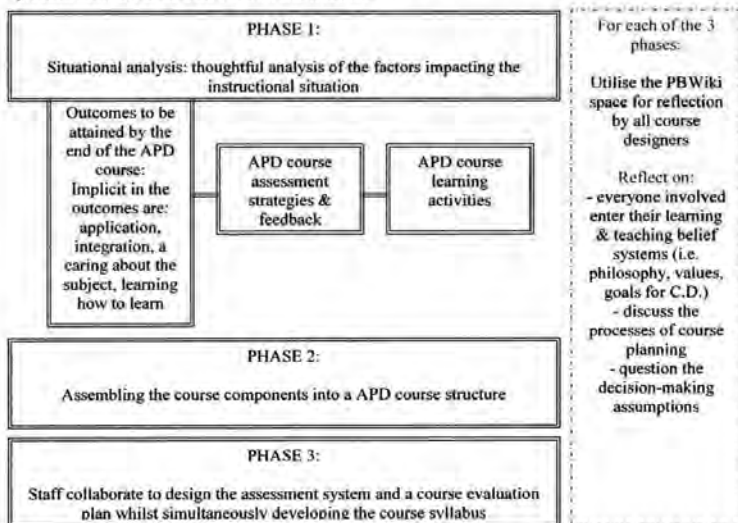 PHASE 1:
Situational analysis: thoughtful analysis of the factors impacting the
instructional situation
Outcomes to be
attained by the
end of the APD
course:
Implicit in the
outcomes are:
application,
integration, a
caring about the
subject, learning
how to learn
APD course
assessment
strategies &
feedback
APD course
learning
activities
PHASE 2:
Assembling the course components into a APD course structure
PHASE 3:
Staff collaborate to design the assessment system and a course evaluation
plan whilst simultaneously developing the course syllabus
For each of the 3
phases:
Utilise the PBWiki
space for reflection
by all course
designers
Reflect on:
- everyone involved
enter their learning
& teaching belief
systems (i.e.
philosophy, values,
goals for C.D.)
- discuss the
processes of course
planning
- question the
decision-making
assumptions